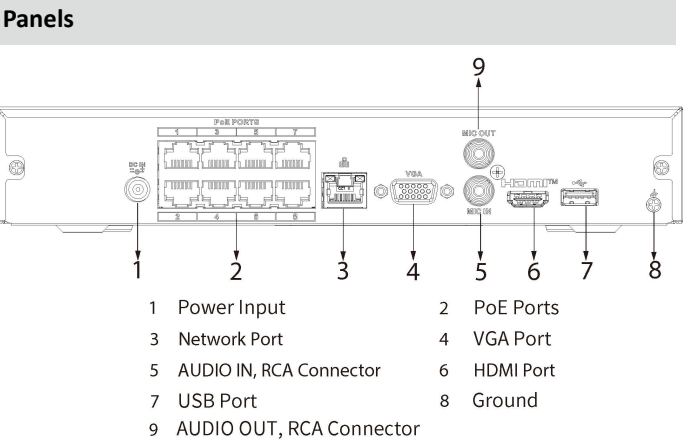 Panels
9
PoE PORTS
1 3 5 7
MIC OUT
DC IN
VGA
HDMI™
2 4 6 8
MIC IN
1 2 3 4 5 6 7 8
1 Power Input 2 PoE Ports
3 Network Port 4 VGA Port
5 AUDIO IN, RCA Connector 6 HDMI Port
7 USB Port 8 Ground
9 AUDIO OUT, RCA Connector